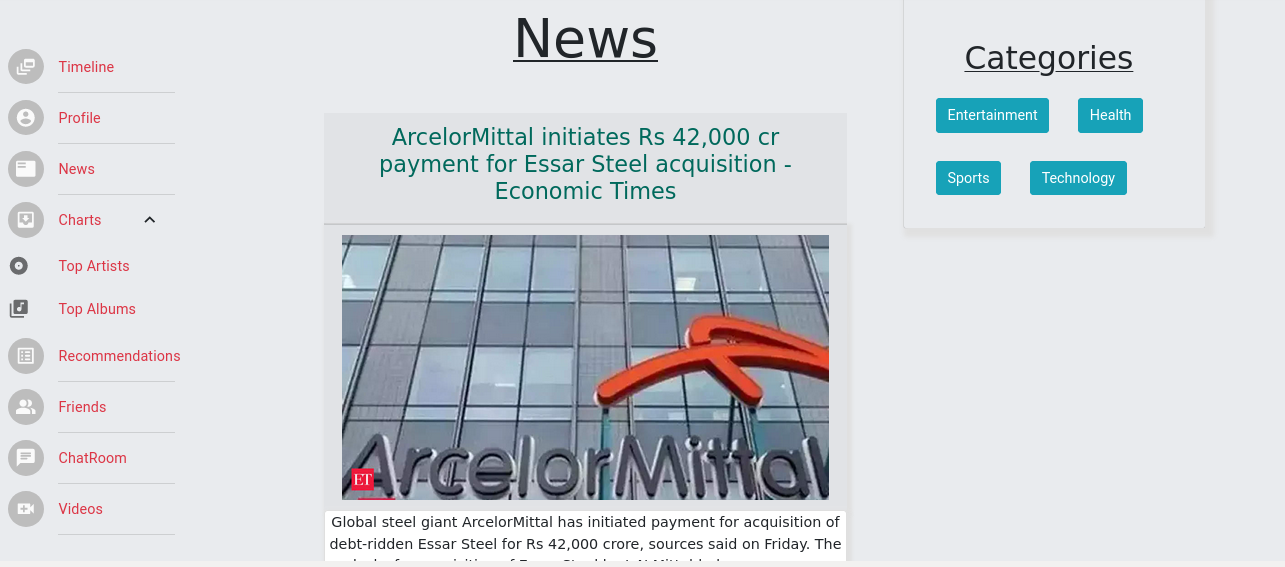 News
Categories
Timeline
Profile
News
Charts
Top Artists
Top Albums
Recommendations
Friends
ChatRoom
Videos
ArcelorMittal initiates Rs 42,000 cr
payment for Essar Steel acquisition -
Economic Times
ArcelorMittal
ET
Global steel giant ArcelorMittal has initiated payment for acquisition of
debt-ridden Essar Steel for Rs 42,000 crore, sources said on Friday. The
Entertainment
Health
Sports
Technology